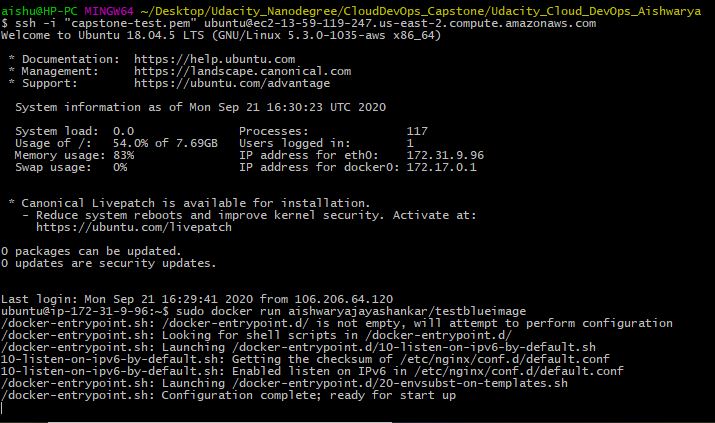 aishu@HP-PC MINGW64 ~/Desktop/Udacity_Nanodegree/CloudDevOps_Capstone/Udacity_Cloud_DevOps_Aishwarya
$ ssh -i "capstone-test.pem" ubuntu@ec2-13-59-119-247.us-east-2.compute.amazonaws.com
Welcome to Ubuntu 18.04.5 LTS (GNU/Linux 5.3.0-1035-aws x86_64)
* Documentation: https://help.ubuntu.com
* Management: https://landscape.canonical.com
* Support: https://ubuntu.com/advantage
System information as of Mon Sep 21 16:30:23 UTC 2020
System load: 0.0 Processes: 117
Usage of /: 54.0% of 7.69GB Users logged in: 1
Memory usage: 83% IP address for eth0: 172.31.9.96
Swap usage: 0% IP address for docker0: 172.17.0.1
* Canonical Livepatch is available for installation.
- Reduce system reboots and improve kernel security. Activate at:
https://ubuntu.com/livepatch
0 packages can be updated.
0 updates are security updates.
Last login: Mon Sep 21 16:29:41 2020 from 106.206.64.120
ubuntu@ip-172-31-9-96:~$ sudo docker run aishwaryajayashankar/testblueimage
/docker-entrypoint.sh: /docker-entrypoint.d/ is not empty, will attempt to perform configuration
/docker-entrypoint.sh: Looking for shell scripts in /docker-entrypoint.d/
/docker-entrypoint.sh: Launching /docker-entrypoint.d/10-listen-on-ipv6-by-default.sh
10-listen-on-ipv6-by-default.sh: Getting the checksum of /etc/nginx/conf.d/default.conf
10-listen-on-ipv6-by-default.sh: Enabled listen on IPv6 in /etc/nginx/conf.d/default.conf
/docker-entrypoint.sh: Launching /docker-entrypoint.d/20-envsubst-on-templates.sh
/docker-entrypoint.sh: Configuration complete; ready for start up